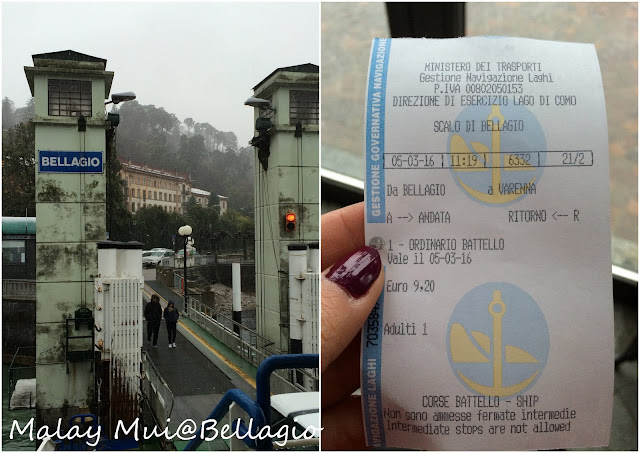 BELLAGIO
Malay Mui@Bellagio
MINISTERO DEI TRASPORTI
Gestione Navigazione Laghi
P.IVA 00802050153
DIREZIONE DI ESERCIZIO LAGO DI COMO
SCALO DI BELLAGIO
05-03-16 11:19 6332 21/2
Da BELLAGIO a VARENNA
A --> ANDATA RITORNO <-- R
1 - ORDINARIO BATTELLO
Vale il 05-03-16
Euro 9,20
Adulti 1
CORSE BATTELLO - SHIP
Non sono ammesse fermate intermedie
Intermediate stops are not allowed
GESTIONE GOVERNATIVA NAVIGAZIONE